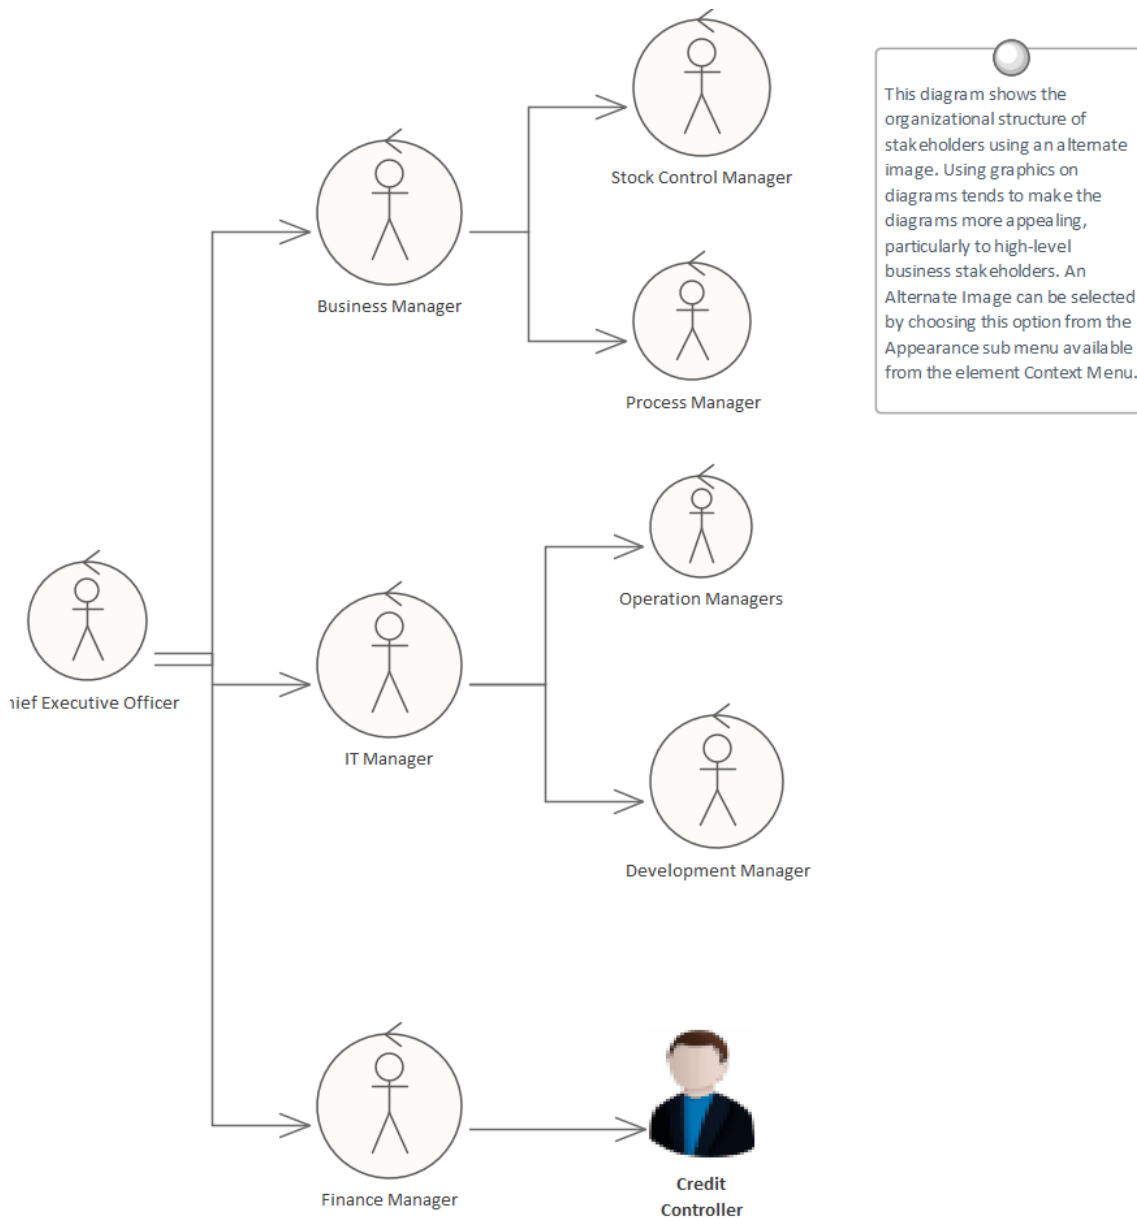 Stock Control Manager
Business Manager
Process Manager
This diagram shows the
organizational structure of
stakeholders using an alternate
image. Using graphics on
diagrams tends to make the
diagrams more appealing,
particularly to high-level
business stakeholders. An
Alternate Image can be selected
by choosing this option from the
Appearance sub menu available
from the element Context Menu.
Operation Managers
Executive Officer
IT Manager
Development Manager
Finance Manager
Credit
Controller